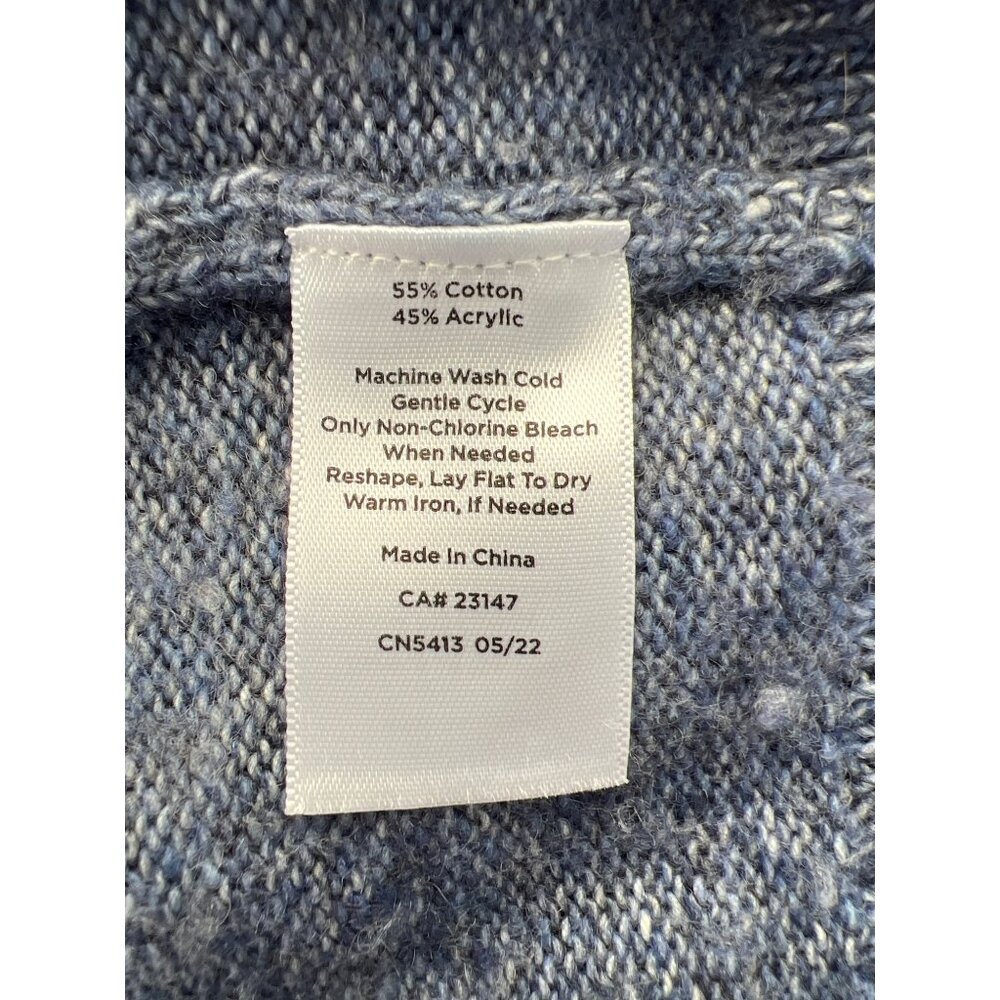 55% Cotton
45% Acrylic
Machine Wash Cold
Gentle Cycle
Only Non-Chlorine Bleach
When Needed
Reshape, Lay Flat To Dry
Warm Iron, If Needed
Made In China
CA# 23147
CN5413 05/22